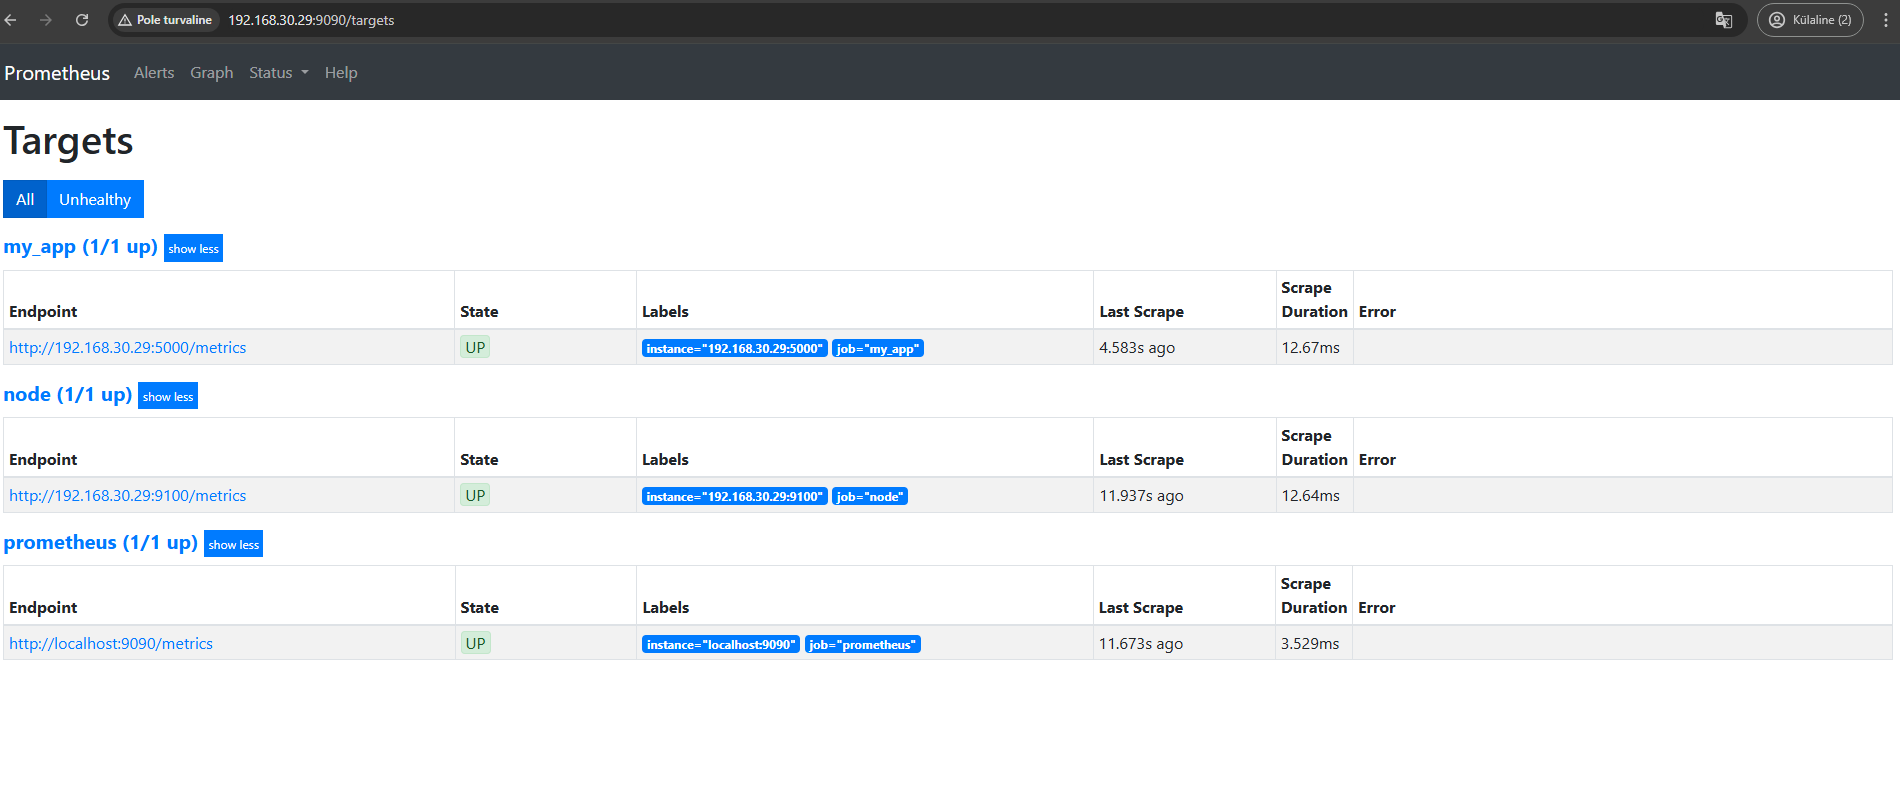 Pole turvaline 192.168.30.29:9090/targets Külaline (2)
Prometheus Alerts Graph Status Help
Targets
All Unhealthy
my_app (1/1 up) show less
Endpoint State Labels Last Scrape Scrape Duration Error
http://192.168.30.29:5000/metrics UP instance="192.168.30.29:5000" job="my_app" 4.583s ago 12.67ms
node (1/1 up) show less
Endpoint State Labels Last Scrape Scrape Duration Error
http://192.168.30.29:9100/metrics UP instance="192.168.30.29:9100" job="node" 11.937s ago 12.64ms
prometheus (1/1 up) show less
Endpoint State Labels Last Scrape Scrape Duration Error
http://localhost:9090/metrics UP instance="localhost:9090" job="prometheus" 11.673s ago 3.529ms